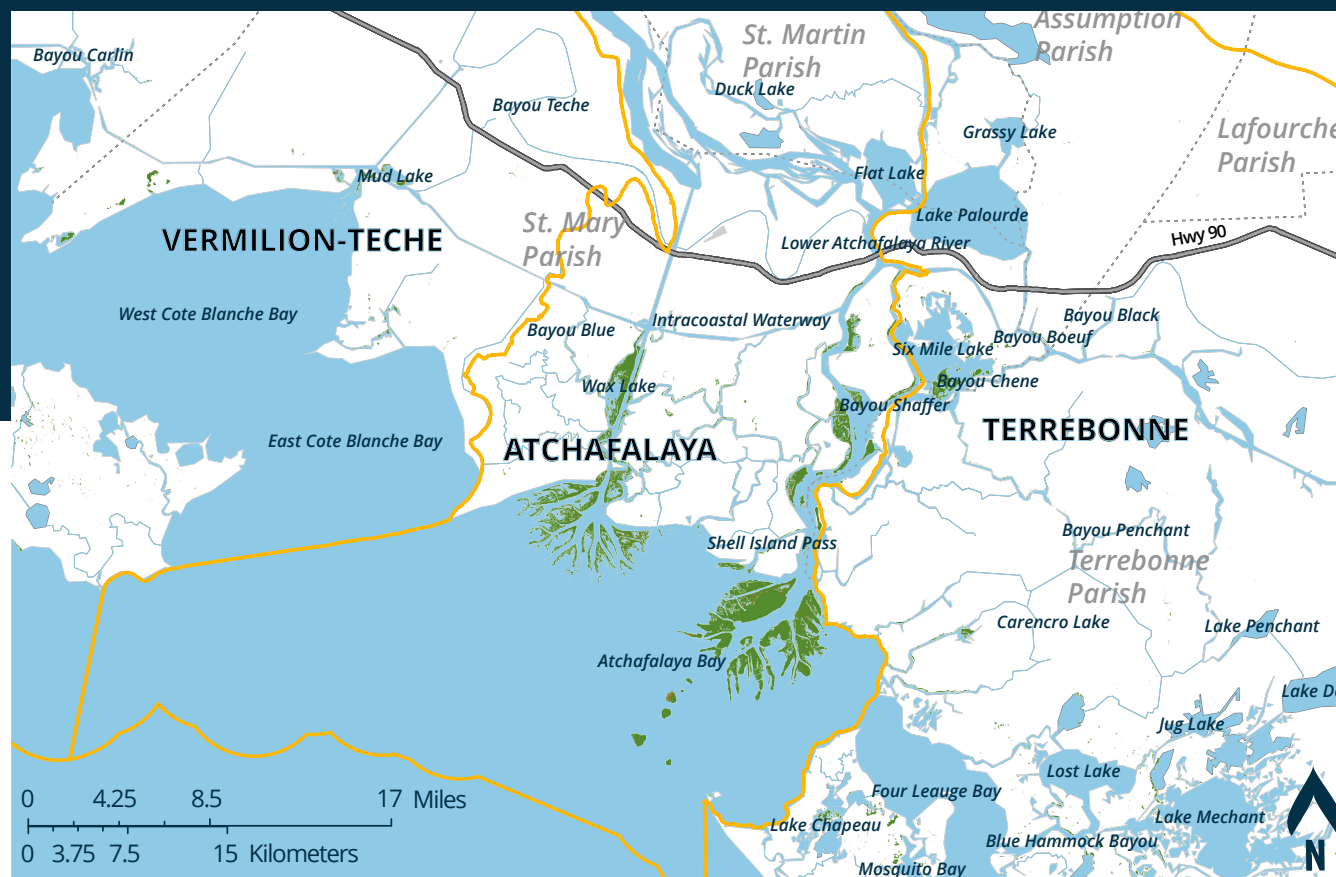 Assumption
Parish
St. Martin
Parish
Bayou Carlin
Duck Lake
Bayou Teche
Grassy Lake
Lafourche
Parish
Mud Lake
Flat Lake
St. Mary
Parish
Lake Palourde
VERMILION-TECHE
Lower Atchafalaya River
Hwy 90
West Cote Blanche Bay
Intracoastal Waterway
Bayou Black
Bayou Blue
Bayou Boeuf
Six Mile Lake
Wax Lake
Bayou Chene
Bayou Shaffer
TERREBONNE
East Cote Blanche Bay
ATCHAFALAYA
Bayou Penchant
Shell Island Pass
Terrebonne
Parish
Carencro Lake
Lake Penchant
Atchafalaya Bay
Lake D
Jug Lake
Lost Lake
Four Leauge Bay
Lake Chapeau
Lake Mechant
Blue Hammock Bayou
Mosquito Bay
0 4.25 8.5 17 Miles
0 3.75 7.5 15 Kilometers
N